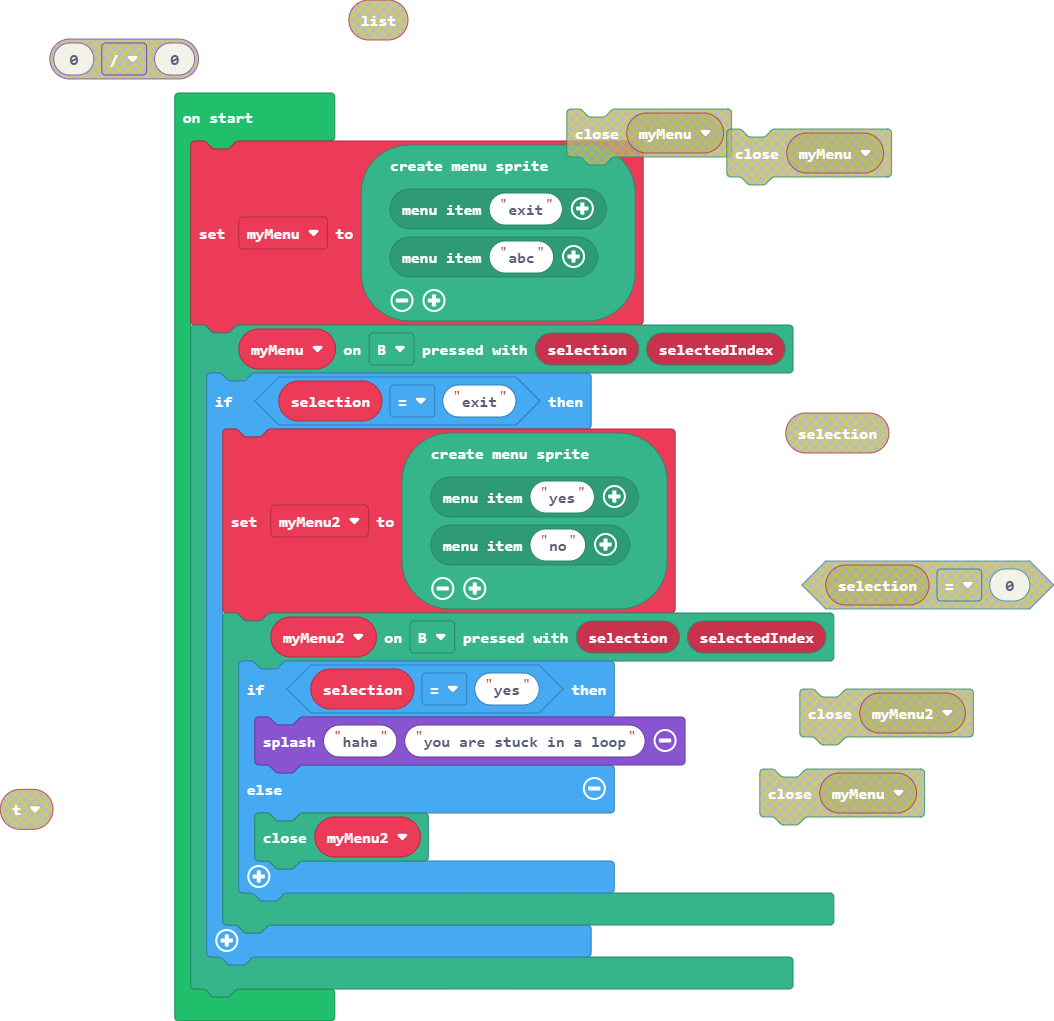 list
0 / 0
on start
close myMenu
close myMenu
create menu sprite
menu item "exit"
set myMenu to
menu item "abc"
myMenu on B pressed with selection selectedIndex
if selection = "exit" then
selection
create menu sprite
menu item "yes"
set myMenu2 to
menu item "no"
selection = 0
myMenu2 on B pressed with selection selectedIndex
if selection = "yes" then
close myMenu2
splash "haha" "you are stuck in a loop"
else
close myMenu
t
close myMenu2